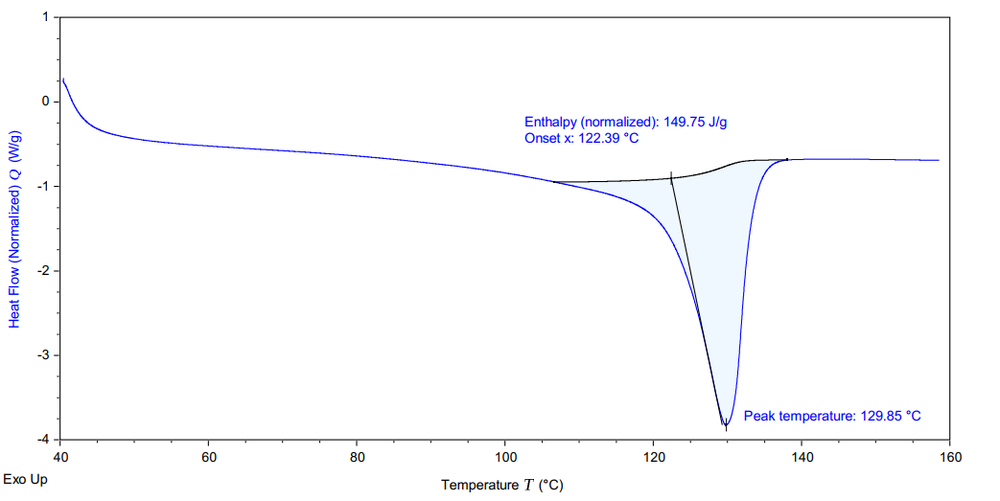 1
0
-1
-2
-3
-4
Heat Flow (Normalized) Q (W/g)
Enthalpy (normalized): 149.75 J/g
Onset x: 122.39 °C
Peak temperature: 129.85 °C
40 60 80 100 120 140 160
Exo Up
Temperature T (°C)